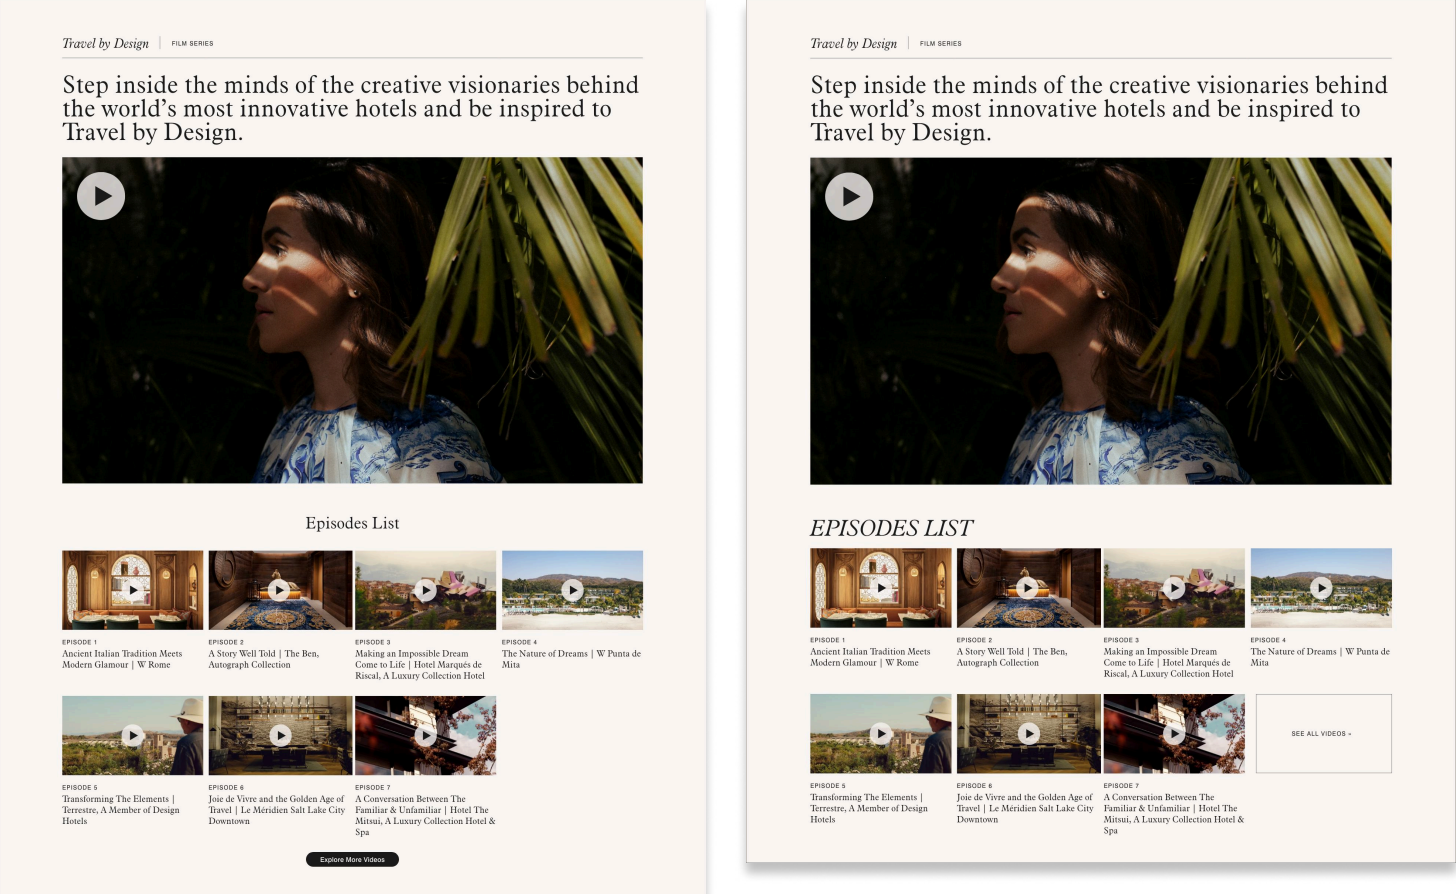 Travel by Design | FILM SERIES
Step inside the minds of the creative visionaries behind
the world's most innovative hotels and be inspired to
Travel by Design.
Episodes List
EPISODE 1
Ancient Italian Tradition Meets
Modern Glamour | W Rome
EPISODE 2
A Story Well Told | The Ben,
Autograph Collection
EPISODE 3
Making an Impossible Dream
Come to Life | Hotel Marqués de
Riscal, A Luxury Collection Hotel
EPISODE 4
The Nature of Dreams | W Punta de
Mita
EPISODE 5
Transforming The Elements |
Terrestre, A Member of Design
Hotels
EPISODE 6
Joie de Vivre and the Golden Age of
Travel | Le Méridien Salt Lake City
Downtown
EPISODE 7
A Conversation Between The
Familiar & Unfamiliar | Hotel The
Mitsui, A Luxury Collection Hotel &
Spa
Explore More Videos
Travel by Design | FILM SERIES
Step inside the minds of the creative visionaries behind
the world's most innovative hotels and be inspired to
Travel by Design.
EPISODES LIST
EPISODE 1
Ancient Italian Tradition Meets
Modern Glamour | W Rome
EPISODE 2
A Story Well Told | The Ben,
Autograph Collection
EPISODE 3
Making an Impossible Dream
Come to Life | Hotel Marqués de
Riscal, A Luxury Collection Hotel
EPISODE 4
The Nature of Dreams | W Punta de
Mita
EPISODE 5
Transforming The Elements |
Terrestre, A Member of Design
Hotels
EPISODE 6
Joie de Vivre and the Golden Age of
Travel | Le Méridien Salt Lake City
Downtown
EPISODE 7
A Conversation Between The
Familiar & Unfamiliar | Hotel The
Mitsui, A Luxury Collection Hotel &
Spa
SEE ALL VIDEOS »